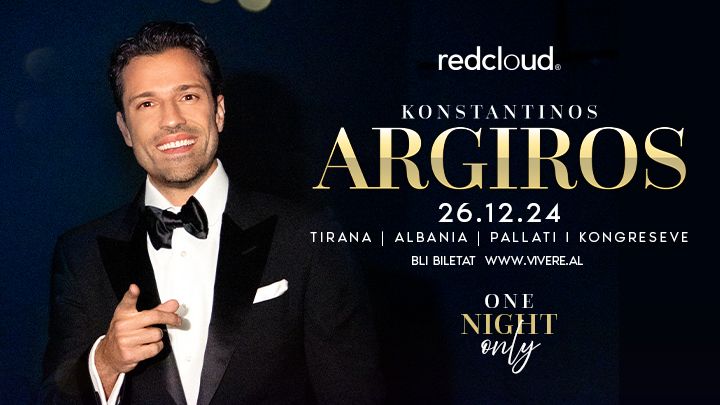 redcloud®
KONSTANTINOS
ARGIROS
26.12.24
TIRANA | ALBANIA | PALLATI I KONGRESEVE
BLI BILETAT WWW.VIVERE.AL
ONE
NIGHT
only